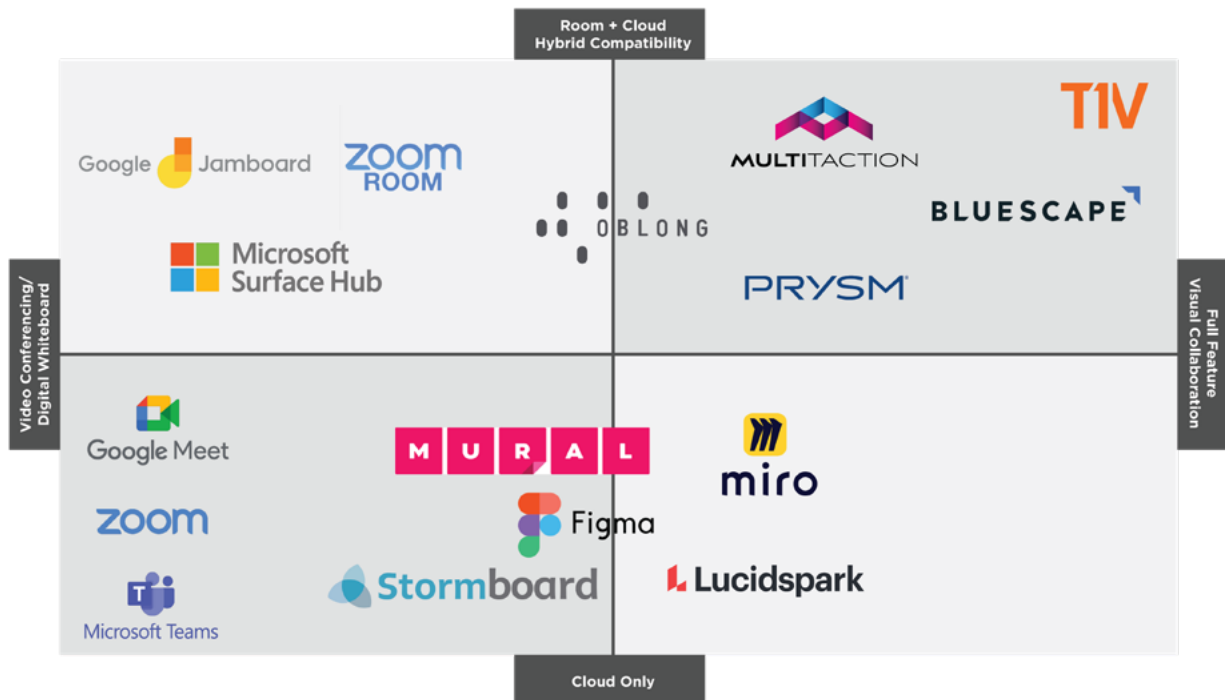 Room + Cloud
Hybrid Compatibility
T1V
MULTITACTION
Google Jamboard
zoom
ROOM
BLUESCAPE
OBLONG
Microsoft
Surface Hub
PRYSM
Video Conferencing/
Digital Whiteboard
Full Feature
Visual Collaboration
Google Meet
MURAL
miro
zoom
Figma
Stormboard
Lucidspark
T
Microsoft Teams
Cloud Only